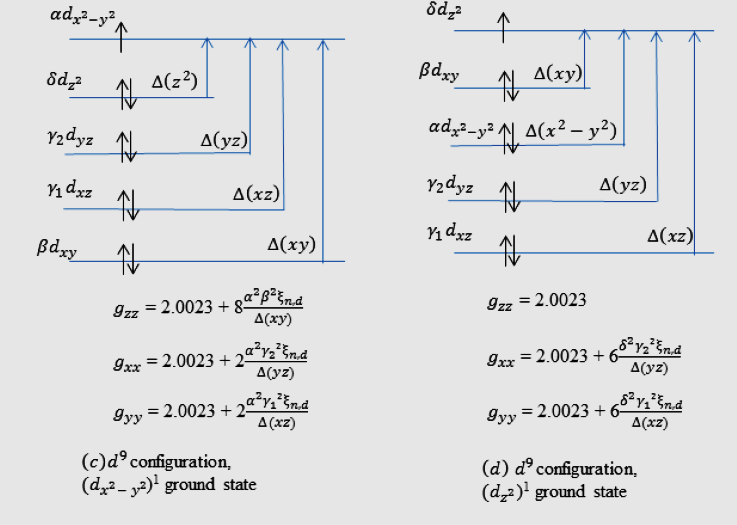 αd_{x²−y²}
δd_{z²} Δ(z²)
γ₂d_{yz} Δ(yz)
γ₁d_{xz} Δ(xz)
βd_{xy} Δ(xy)
g_{zz} = 2.0023 + 8 α²β²ξ_{n,d}/Δ(xy)
g_{xx} = 2.0023 + 2 α²γ₂²ξ_{n,d}/Δ(yz)
g_{yy} = 2.0023 + 2 α²γ₁²ξ_{n,d}/Δ(xz)
(c)d⁹ configuration,
(d_{x²−y²})¹ ground state
δd_{z²}
βd_{xy} Δ(xy)
αd_{x²−y²} Δ(x² − y²)
γ₂d_{yz} Δ(yz)
γ₁d_{xz} Δ(xz)
g_{zz} = 2.0023
g_{xx} = 2.0023 + 6 δ²γ₂²ξ_{n,d}/Δ(yz)
g_{yy} = 2.0023 + 6 δ²γ₁²ξ_{n,d}/Δ(xz)
(d) d⁹ configuration,
(d_{z²})¹ ground state